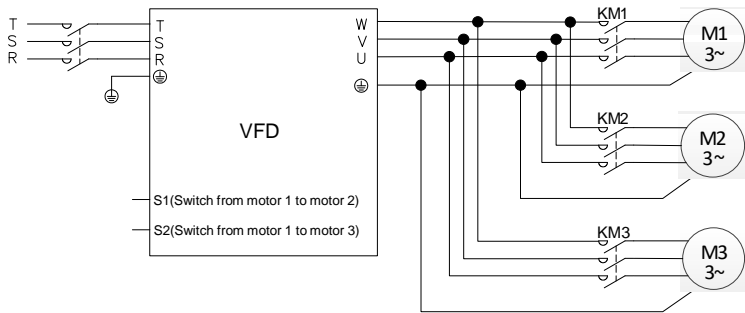 KM1
T T W M1
S S V 3~
R R U
KM2
VFD M2
3~
S1(Switch from motor 1 to motor 2)
S2(Switch from motor 1 to motor 3)
KM3
M3
3~